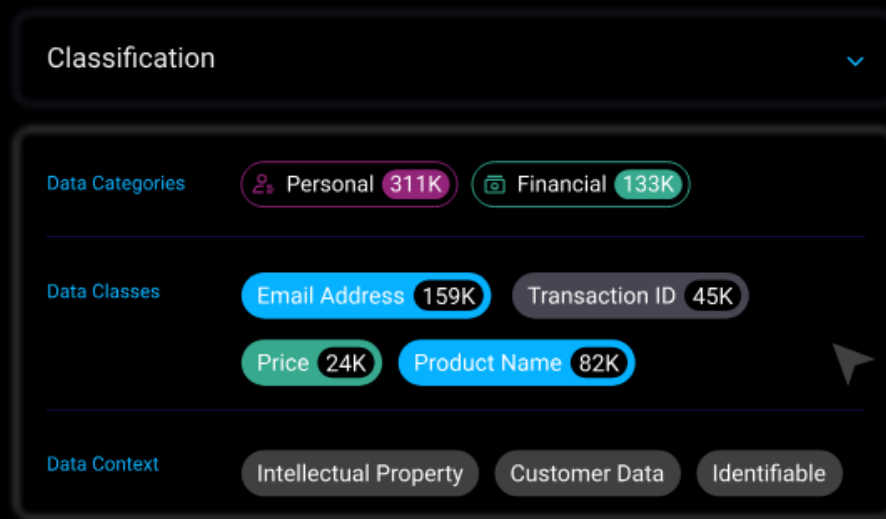 Classification
Data Categories Personal 311K Financial 133K
Data Classes Email Address 159K Transaction ID 45K
Price 24K Product Name 82K
Data Context Intellectual Property Customer Data Identifiable